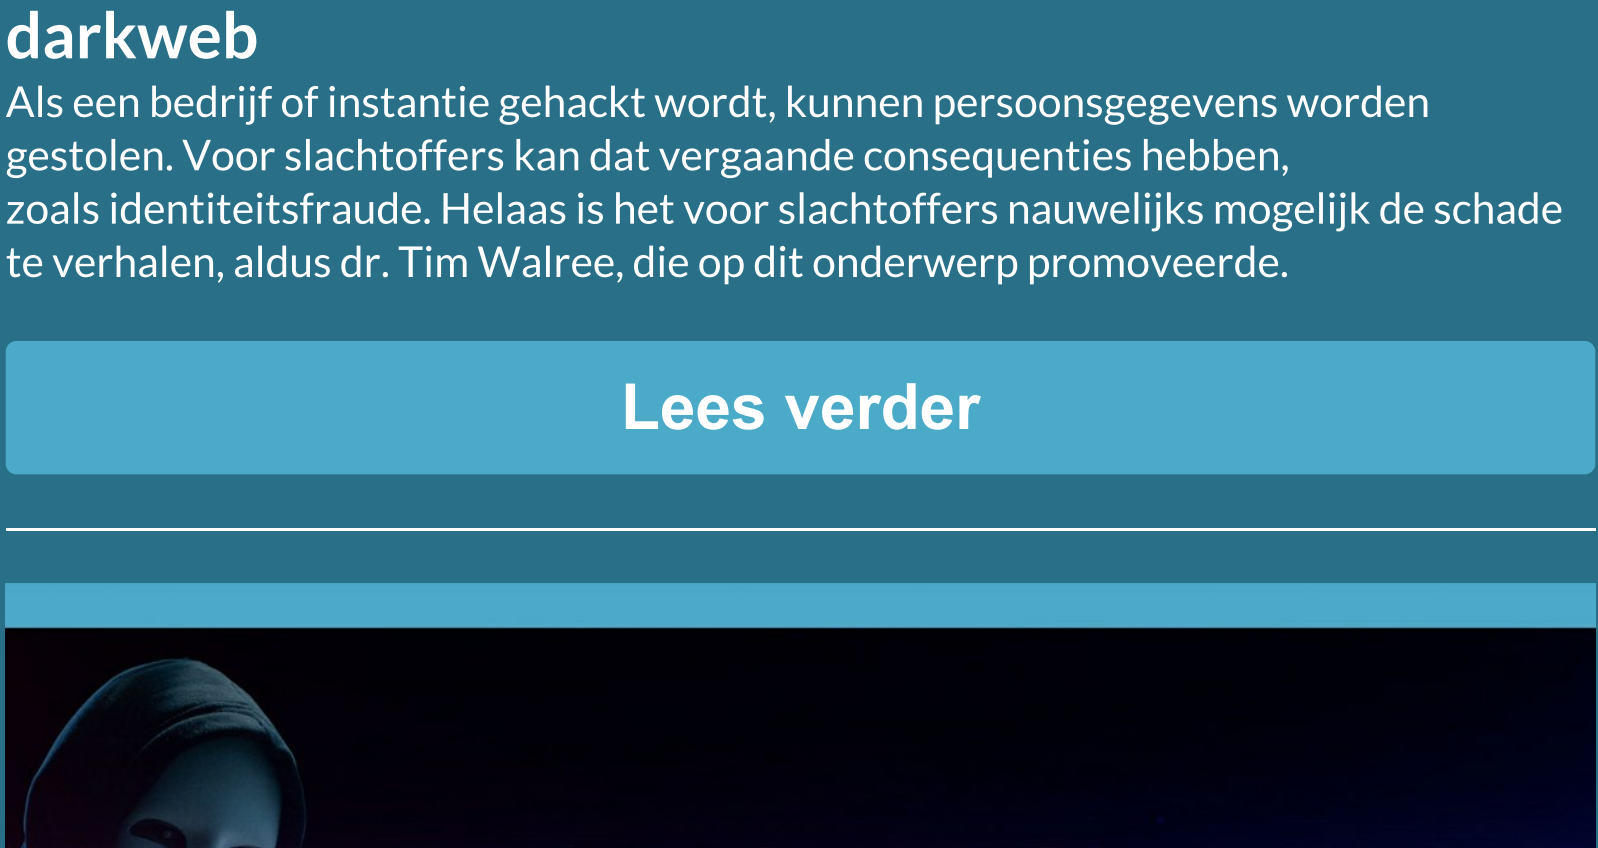 darkweb
Als een bedrijf of instantie gehackt wordt, kunnen persoonsgegevens worden
gestolen. Voor slachtoffers kan dat vergaande consequenties hebben,
zoals identiteitsfraude. Helaas is het voor slachtoffers nauwelijks mogelijk de schade
te verhalen, aldus dr. Tim Walree, die op dit onderwerp promoveerde.
Lees verder